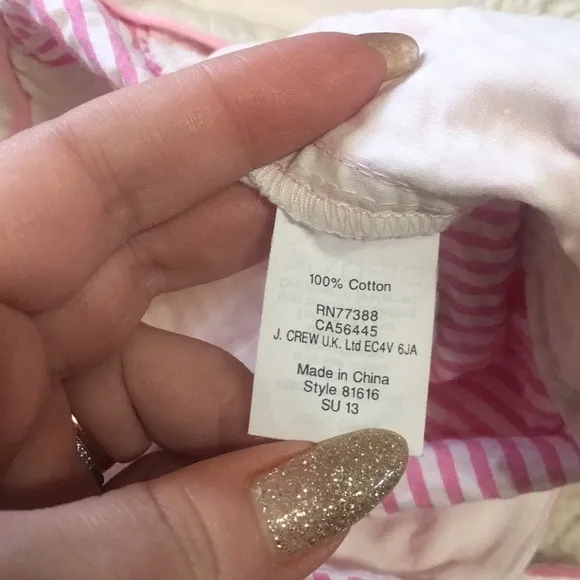 100% Cotton
RN77388
CA56445
J. CREW U.K. Ltd EC4V 6JA
Made in China
Style 81616
SU 13